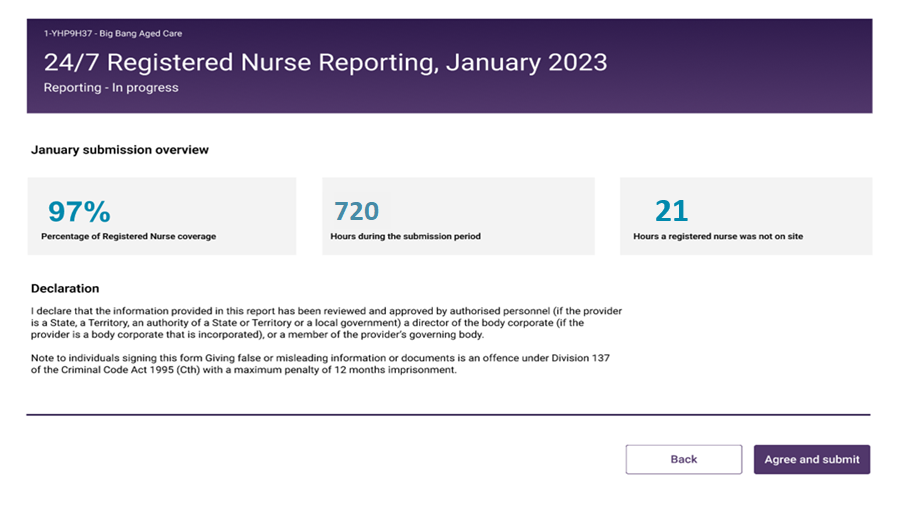 1-YHP9H37 - Big Bang Aged Care
24/7 Registered Nurse Reporting, January 2023
Reporting - In progress
January submission overview
97%
Percentage of Registered Nurse coverage
720
Hours during the submission period
21
Hours a registered nurse was not on site
Declaration
I declare that the information provided in this report has been reviewed and approved by authorised personnel (if the provider
is a State, a Territory, an authority of a State or Territory or a local government) a director of the body corporate (if the
provider is a body corporate that is incorporated), or a member of the provider's governing body.
Note to individuals signing this form Giving false or misleading information or documents is an offence under Division 137
of the Criminal Code Act 1995 (Cth) with a maximum penalty of 12 months imprisonment.
Back
Agree and submit